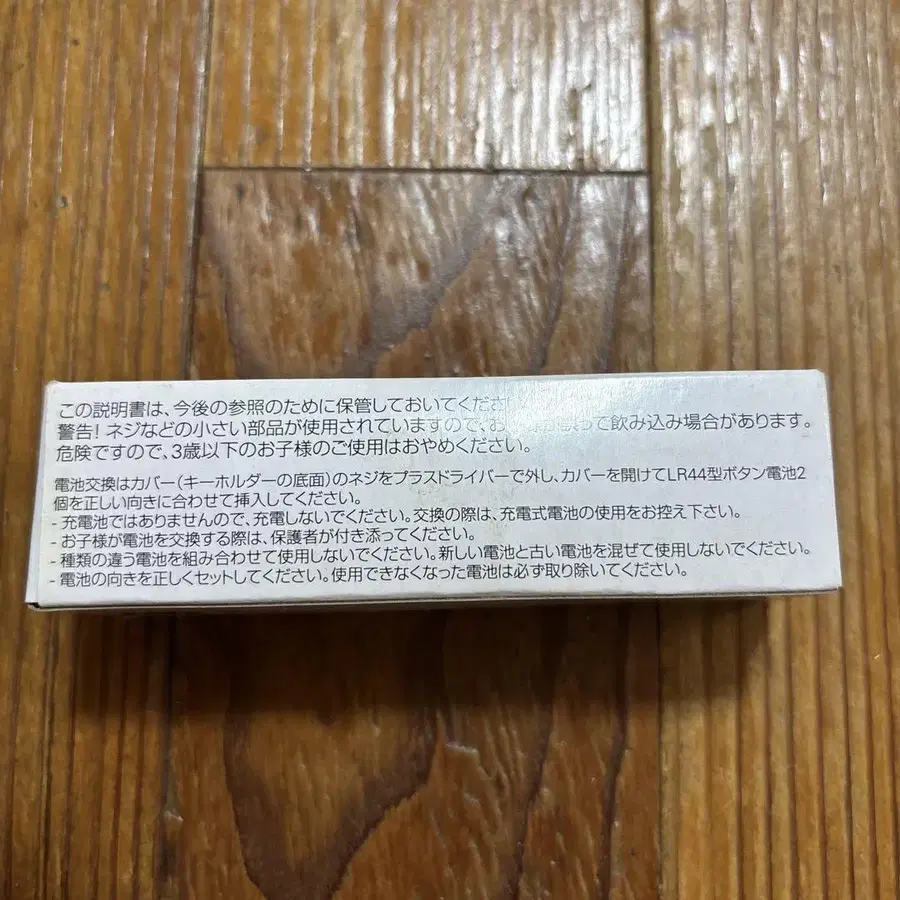 この説明書は、今後の参照のために保管しておいてくださ
警告！ネジなどの小さい部品が使用されていますので、お って飲み込み場合があります。
危険ですので、3歳以下のお子様のご使用はおやめください。
電池交換はカバー（キーホルダーの底面）のネジをプラスドライバーで外し、カバーを開けてLR44型ボタン電池2
個を正しい向きに合わせて挿入してください。
- 充電池ではありませんので、充電しないでください。交換の際は、充電式電池の使用をお控え下さい。
- お子様が電池を交換する際は、保護者が付き添ってください。
- 種類の違う電池を組み合わせて使用しないでください。新しい電池と古い電池を混ぜて使用しないでください。
- 電池の向きを正しくセットしてください。使用できなくなった電池は必ず取り除いてください。